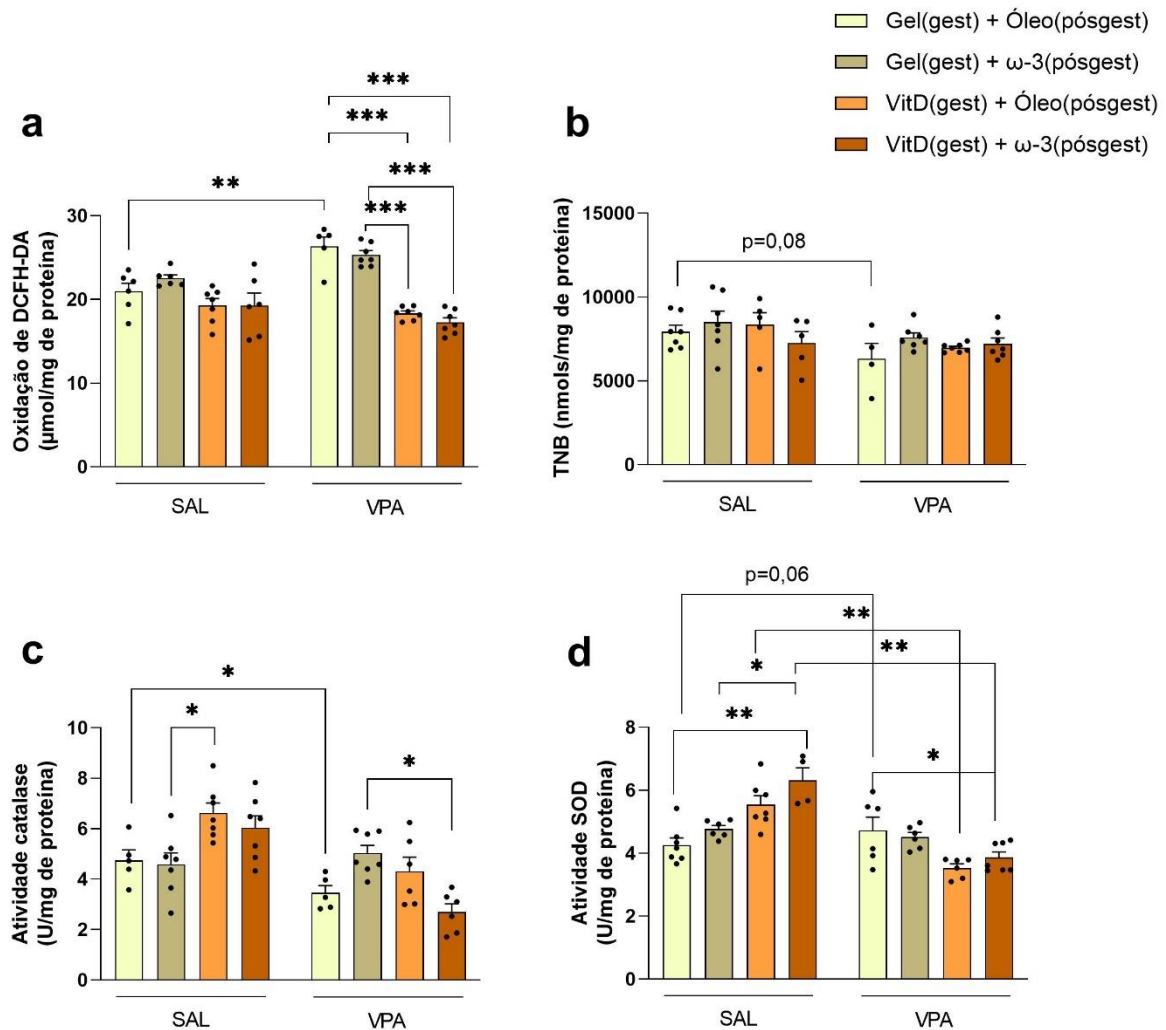 Gel(gest) + Óleo(pósgest)
Gel(gest) + ω-3(pósgest)
VitD(gest) + Óleo(pósgest)
VitD(gest) + ω-3(pósgest)
a
***
***
***
***
**
Oxidação de DCFH-DA
(μmol/mg de proteína)
30
20
10
0
SAL
VPA
b
p=0,08
TNB (nmols/mg de proteína)
15000
10000
5000
0
SAL
VPA
c
*
*
*
Atividade catalase
(U/mg de proteína)
10
8
6
4
2
0
SAL
VPA
d
p=0,06
**
*
**
**
*
Atividade SOD
(U/mg de proteína)
8
6
4
2
0
SAL
VPA